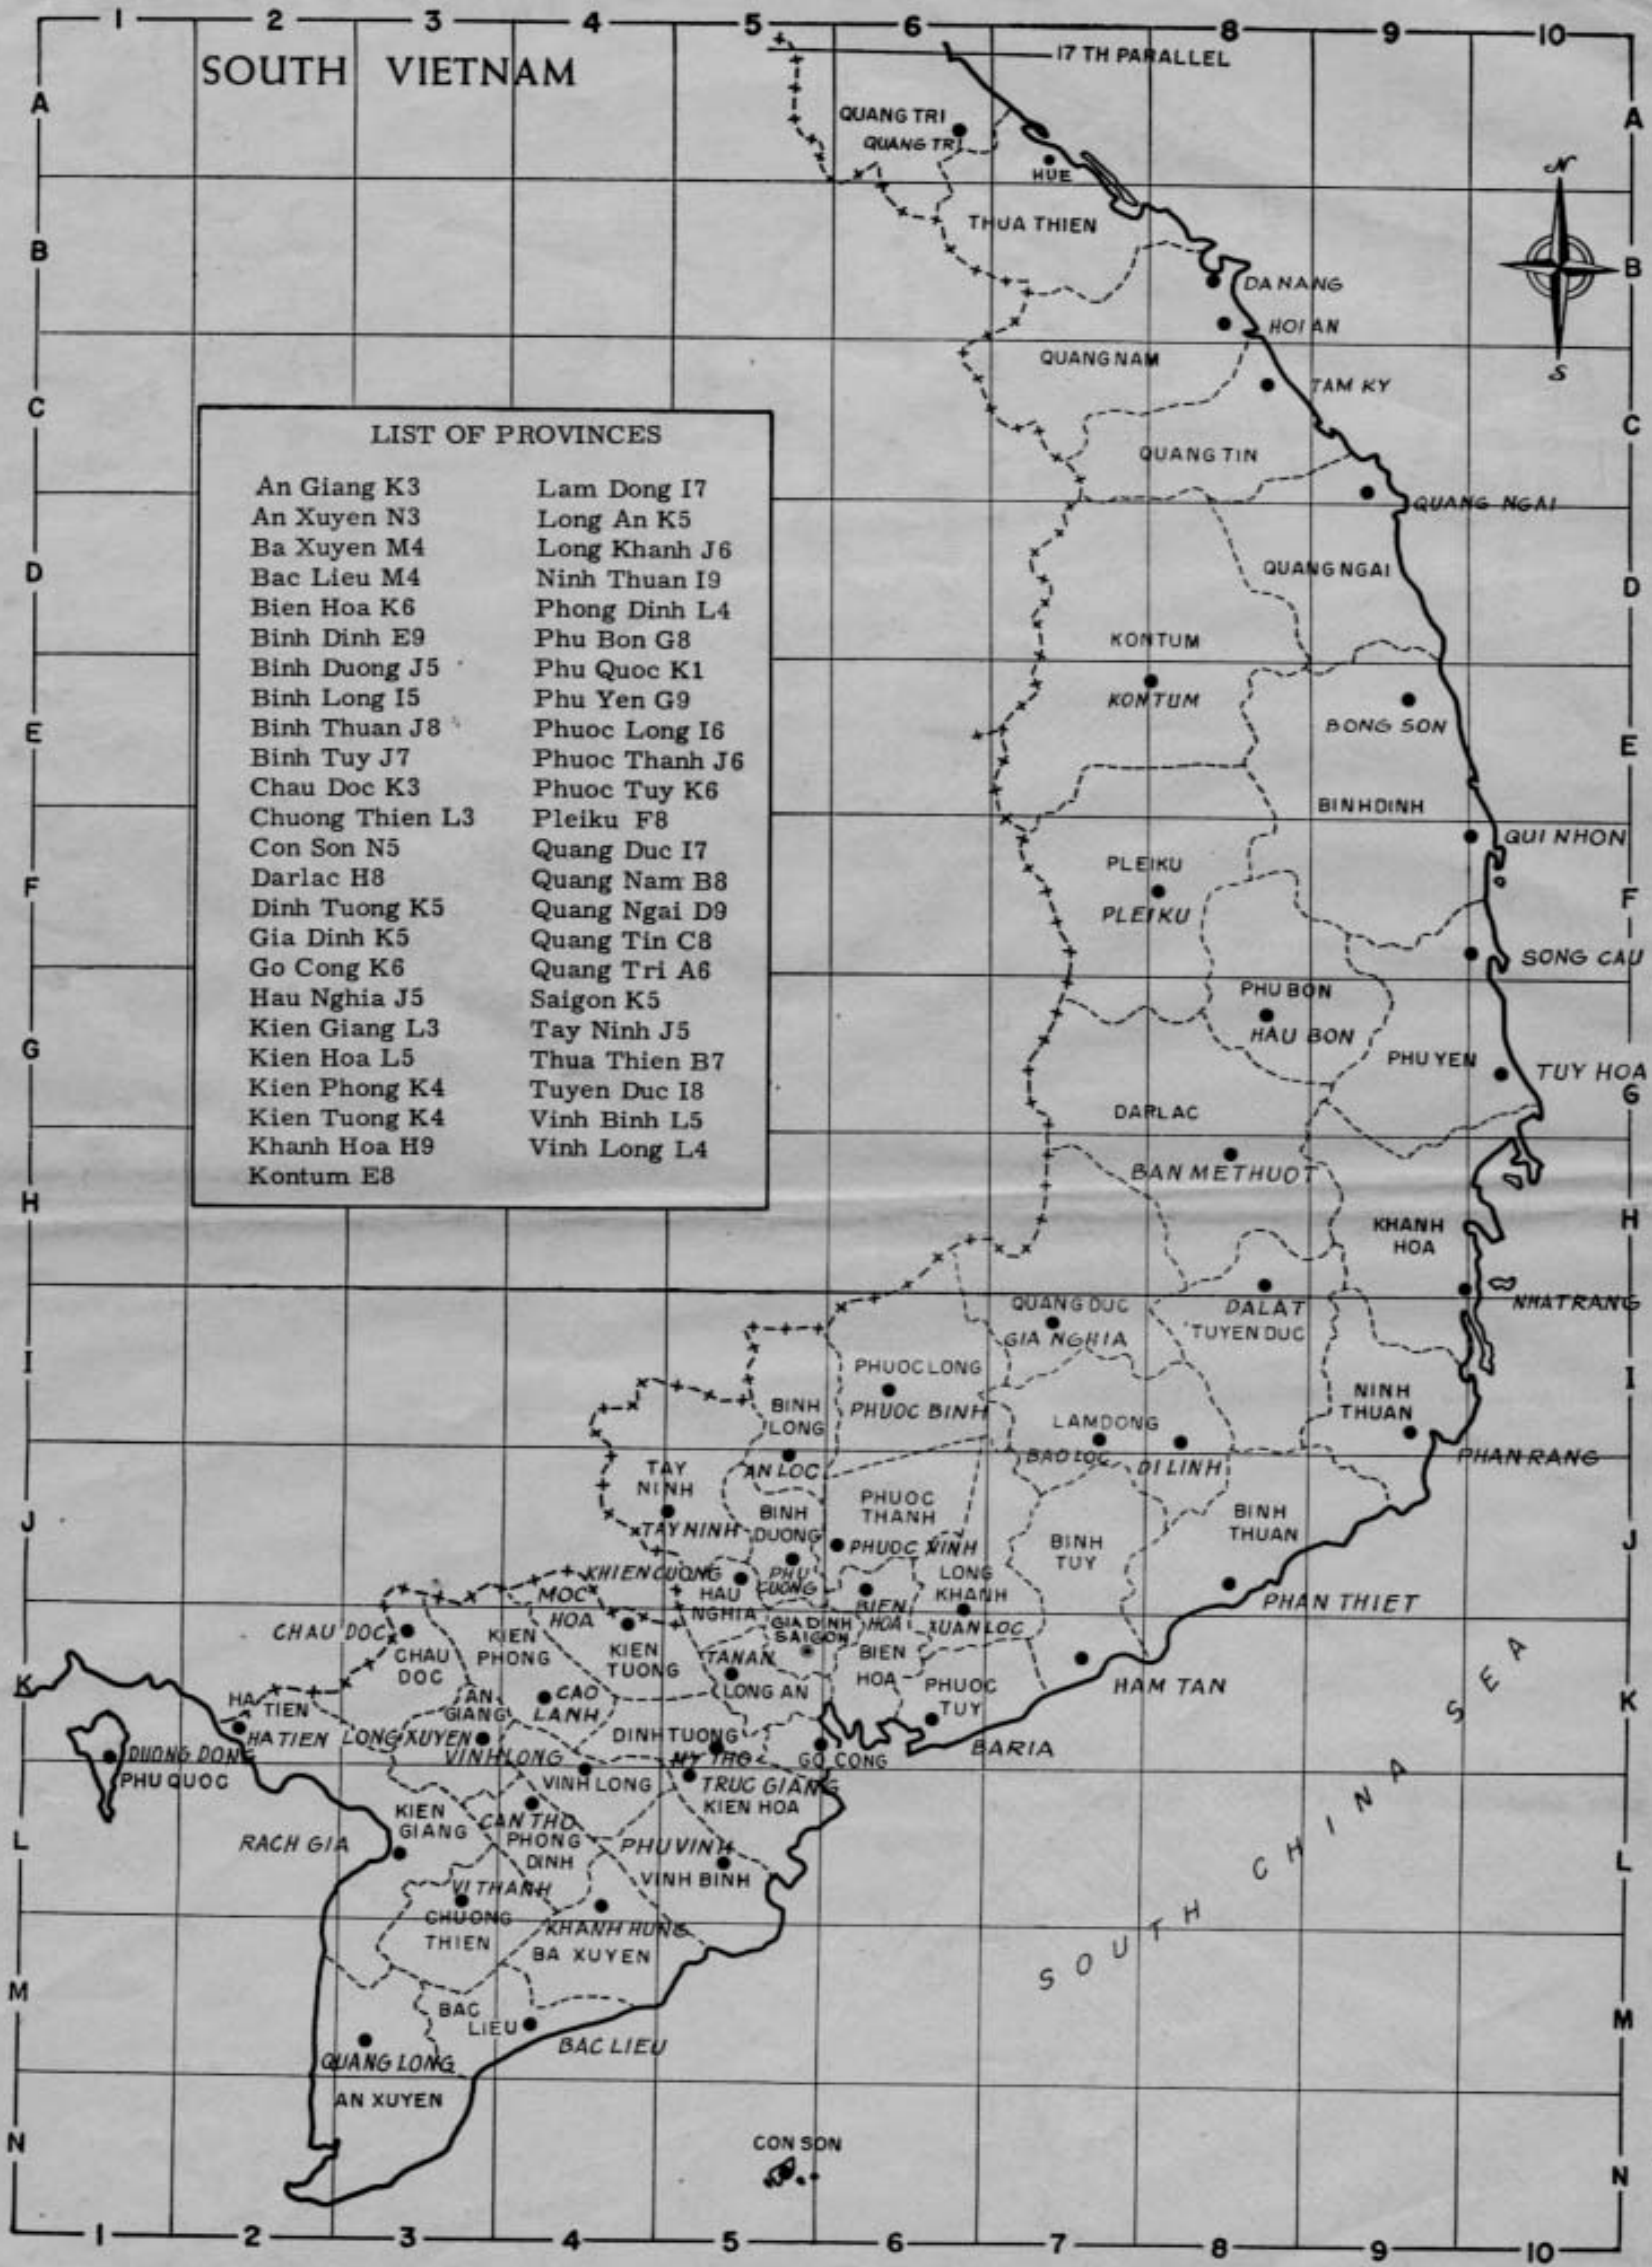 1 2 3 4 5 6 8 9 10
SOUTH VIETNAM
17 TH PARALLEL
A A
QUANG TRI
QUANG TRI
HUE
N
THUA THIEN
B B
DA NANG
HOI AN
S
QUANG NAM
TAM KY
C C
QUANG TIN
QUANG NGAI
LIST OF PROVINCES
An Giang K3
An Xuyen N3
Ba Xuyen M4
Bac Lieu M4
Bien Hoa K6
Binh Dinh E9
Binh Duong J5
Binh Long I5
Binh Thuan J8
Binh Tuy J7
Chau Doc K3
Chuong Thien L3
Con Son N5
Darlac H8
Dinh Tuong K5
Gia Dinh K5
Go Cong K6
Hau Nghia J5
Kien Giang L3
Kien Hoa L5
Kien Phong K4
Kien Tuong K4
Khanh Hoa H9
Kontum E8
Lam Dong I7
Long An K5
Long Khanh J6
Ninh Thuan I9
Phong Dinh L4
Phu Bon G8
Phu Quoc K1
Phu Yen G9
Phuoc Long I6
Phuoc Thanh J6
Phuoc Tuy K6
Pleiku F8
Quang Duc I7
Quang Nam B8
Quang Ngai D9
Quang Tin C8
Quang Tri A6
Saigon K5
Tay Ninh J5
Thua Thien B7
Tuyen Duc I8
Vinh Binh L5
Vinh Long L4
D D
QUANG NGAI
KONTUM
KONTUM
BONG SON
E E
BINH DINH
QUI NHON
PLEIKU
PLEIKU
F F
SONG CAU
PHU BON
HAU BON
PHU YEN
TUY HOA
G G
DARLAC
BAN METHUOT
H H
KHANH
HOA
NHATRANG
QUANG DUC
GIA NGHIA
DALAT
TUYEN DUC
I I
PHUOC LONG
PHUOC BINH
BINH
LONG
AN LOC
NINH
THUAN
PHAN RANG
LAMDONG
BAO LOC
DI LINH
TAY
NINH
TAY NINH
J J
BINH
DUONG
PHU
CUONG
PHUOC
THANH
PHUOC VINH
BINH
TUY
BINH
THUAN
PHAN THIET
KHIEN CUONG
HAU
NGHIA
LONG
KHANH
XUAN LOC
BIEN
HOA
BIEN
HOA
MOC
HOA
GIA DINH
SAIGON
CHAU DOC
CHAU
DOC
KIEN
PHONG
KIEN
TUONG
TAN AN
LONG AN
PHUOC
TUY
HAM TAN
BARIA
K K
HA
TIEN
HA TIEN
AN
GIANG
LONG XUYEN
CAO
LANH
DINH TUONG
MY THO
GO CONG
DUONG DONG
PHU QUOC
VINH LONG
VINH LONG
TRUC GIANG
KIEN HOA
SOUTH CHINA SEA
L L
KIEN
GIANG
RACH GIA
CAN THO
PHONG
DINH
PHU VINH
VINH BINH
VI THANH
CHUONG
THIEN
KHANH HUNG
BA XUYEN
M M
BAC
LIEU
BAC LIEU
QUANG LONG
AN XUYEN
N N
CON SON
1 2 3 4 5 6 7 8 9 10